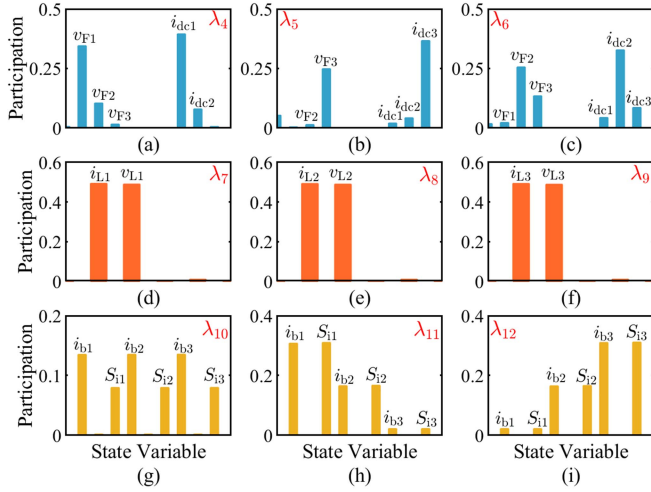 Participation
0.5
0.25
0
v_F1
v_F2
v_F3
i_dc1
i_dc2
λ_4
(a)
0.5
0.25
0
v_F2
v_F3
i_dc1
i_dc2
i_dc3
λ_5
(b)
0.5
0.25
0
v_F1
v_F2
v_F3
i_dc1
i_dc2
i_dc3
λ_6
(c)
Participation
0.6
0.4
0.2
0
i_L1
v_L1
λ_7
(d)
0.6
0.4
0.2
0
i_L2
v_L2
λ_8
(e)
0.6
0.4
0.2
0
i_L3
v_L3
λ_9
(f)
Participation
0.2
0.1
0
i_b1
S_i1
i_b2
S_i2
i_b3
S_i3
λ_10
State Variable
(g)
0.4
0.2
0
i_b1
S_i1
i_b2
S_i2
i_b3
S_i3
λ_11
State Variable
(h)
0.4
0.2
0
i_b1
S_i1
i_b2
S_i2
i_b3
S_i3
λ_12
State Variable
(i)